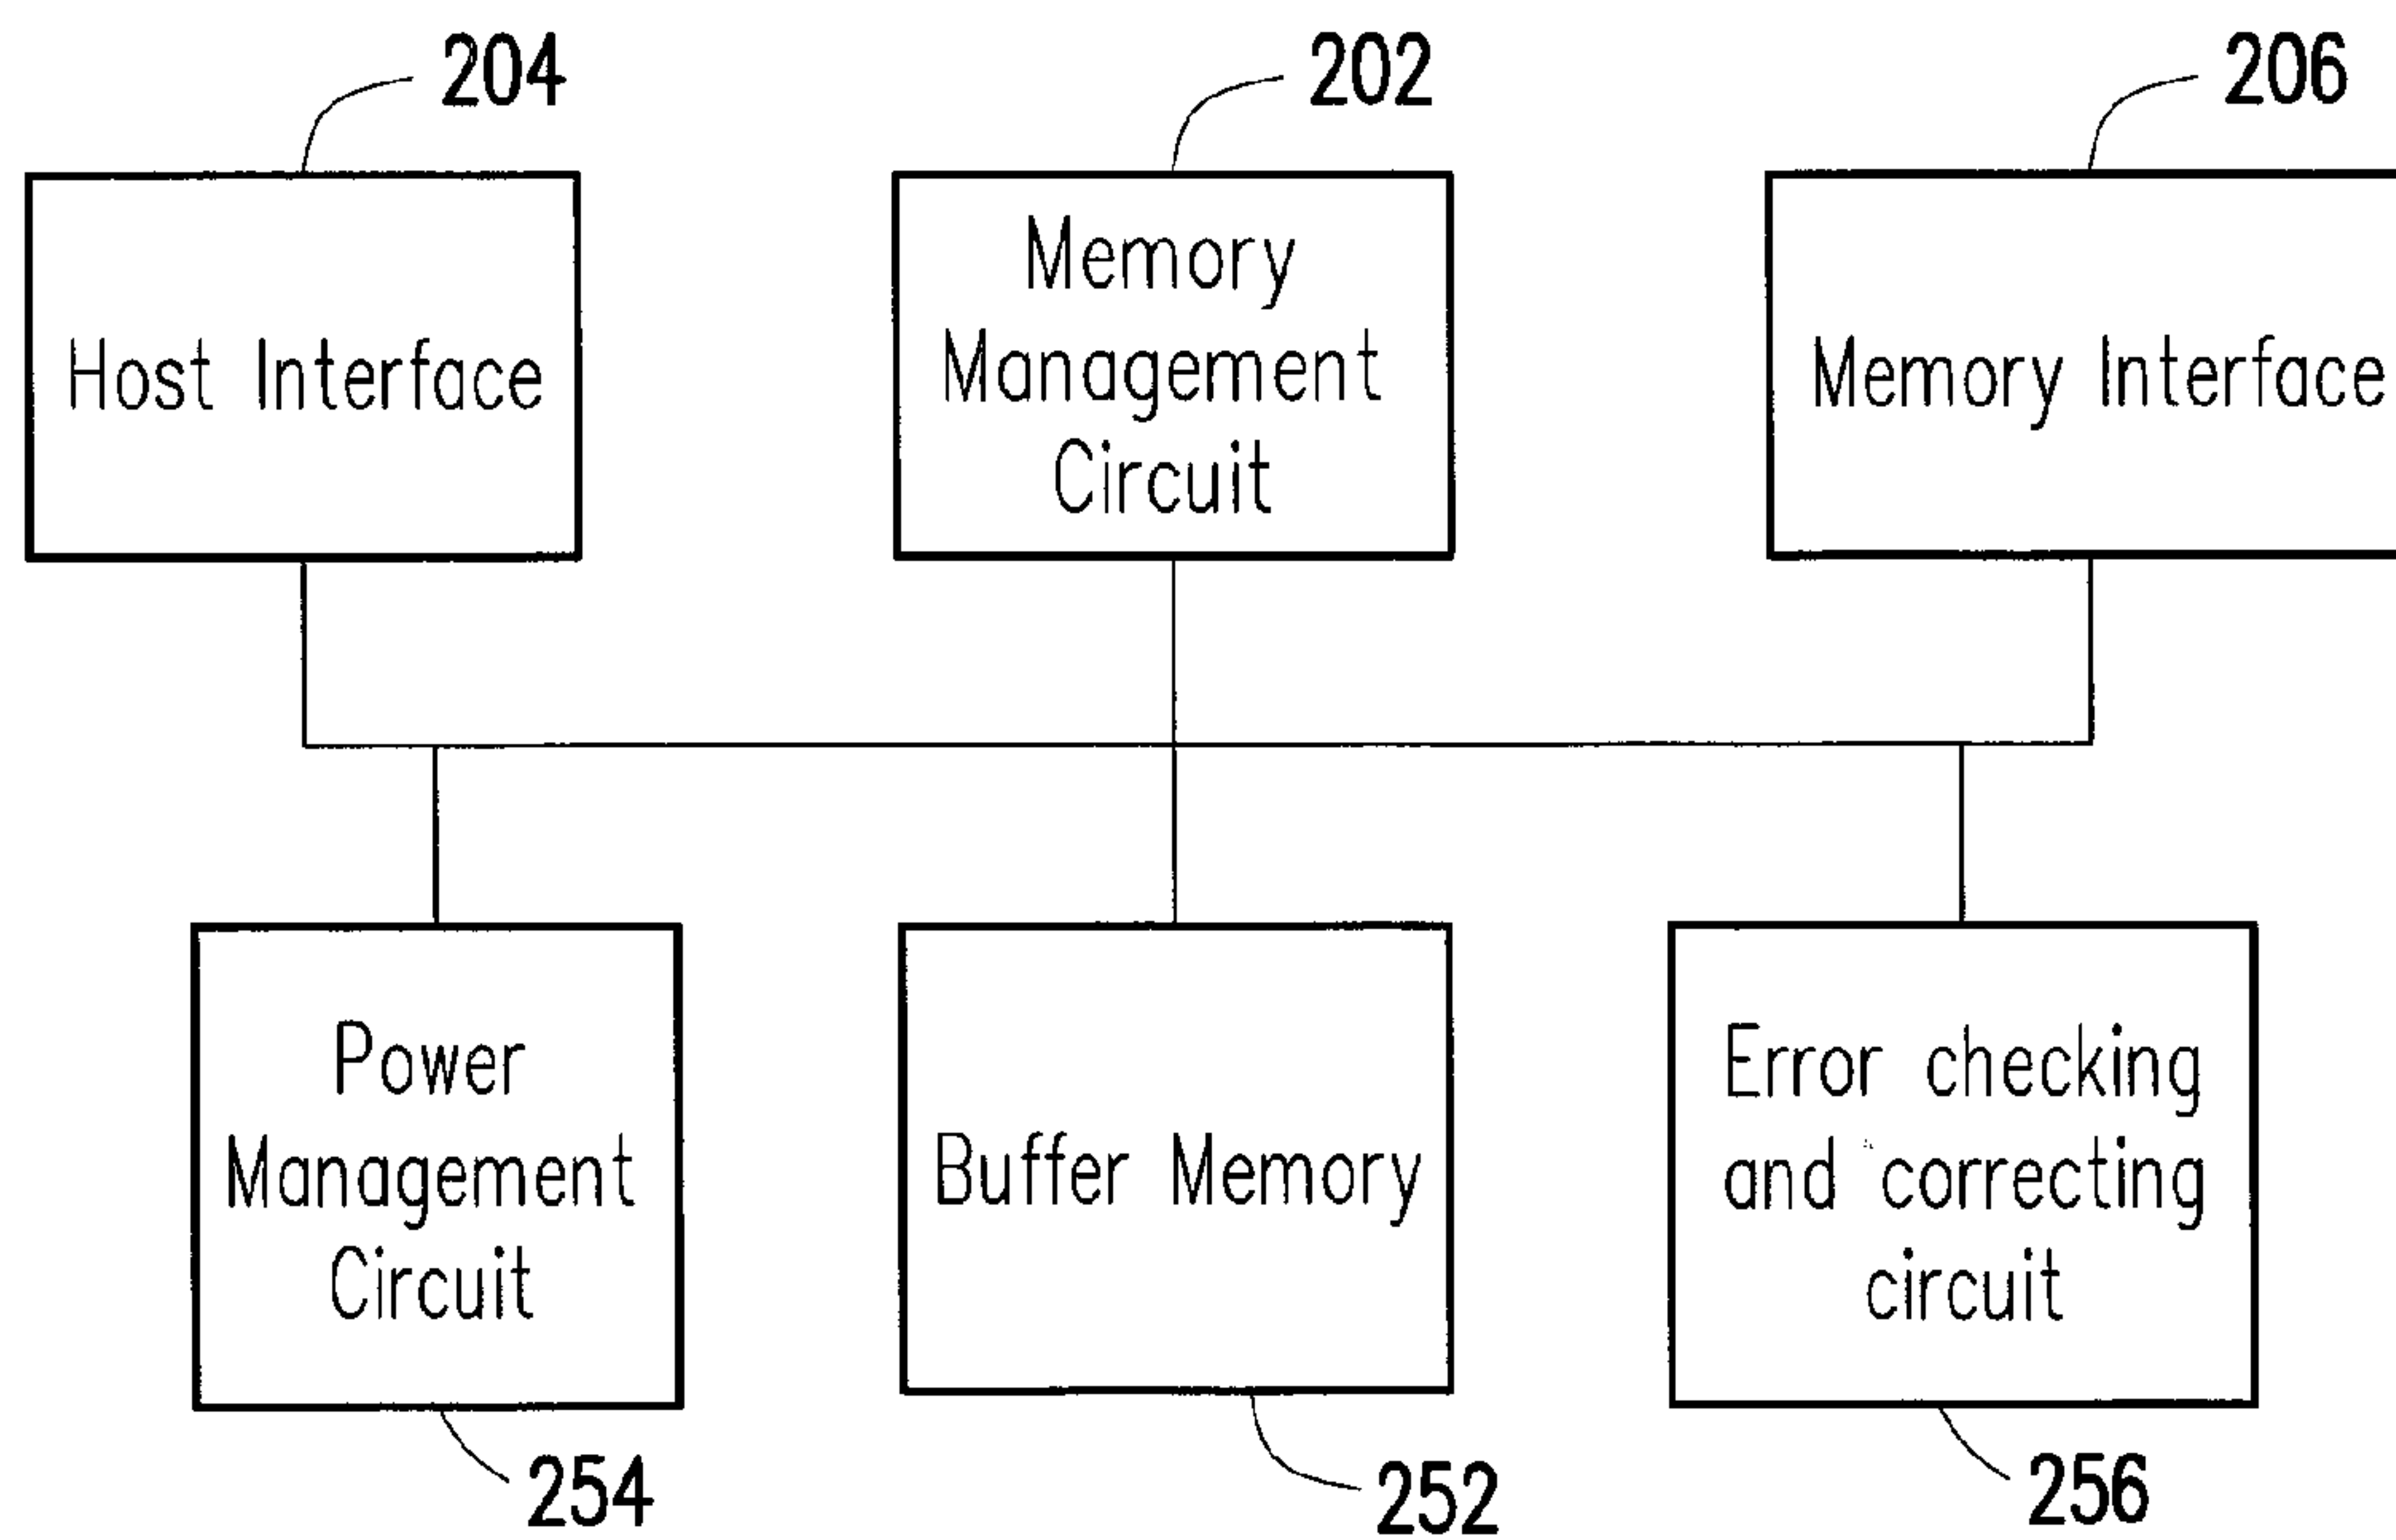 204
202
206
Host Interface
Memory
Management
Circuit
Memory Interface
Power
Management
Circuit
Buffer Memory
Error checking
and correcting
circuit
254
252
256